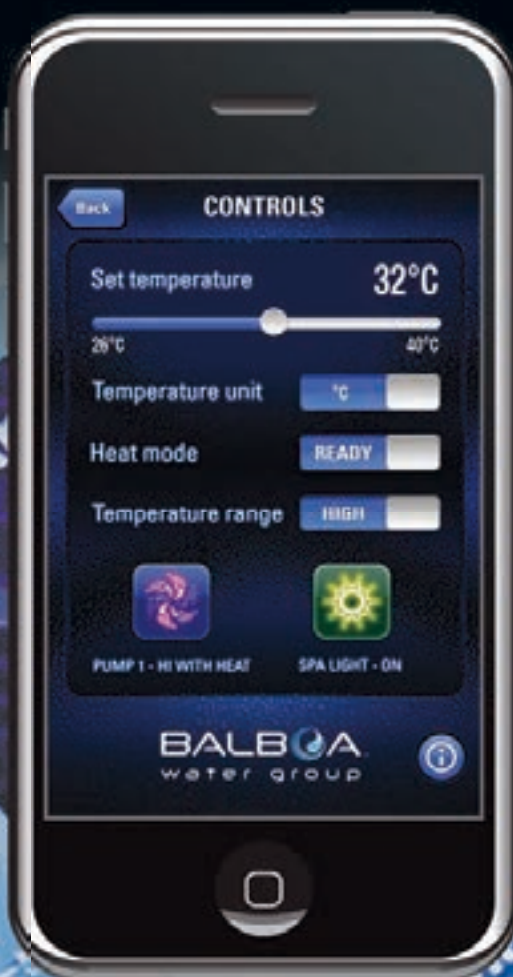 Back
CONTROLS
Set temperature
32°C
26°C
40°C
Temperature unit
°C
Heat mode
READY
Temperature range
HIGH
PUMP 1 - HI WITH HEAT
SPA LIGHT - ON
BALBOA
water group